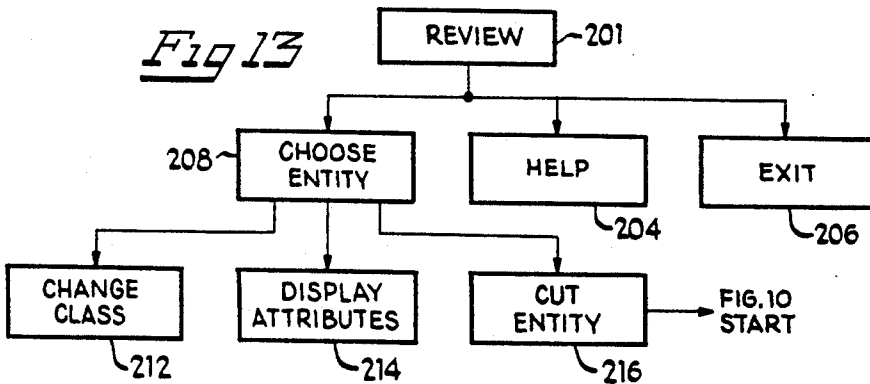 Fig 13
REVIEW
201
208
CHOOSE
ENTITY
HELP
204
EXIT
206
CHANGE
CLASS
212
DISPLAY
ATTRIBUTES
214
CUT
ENTITY
216
FIG.10
START